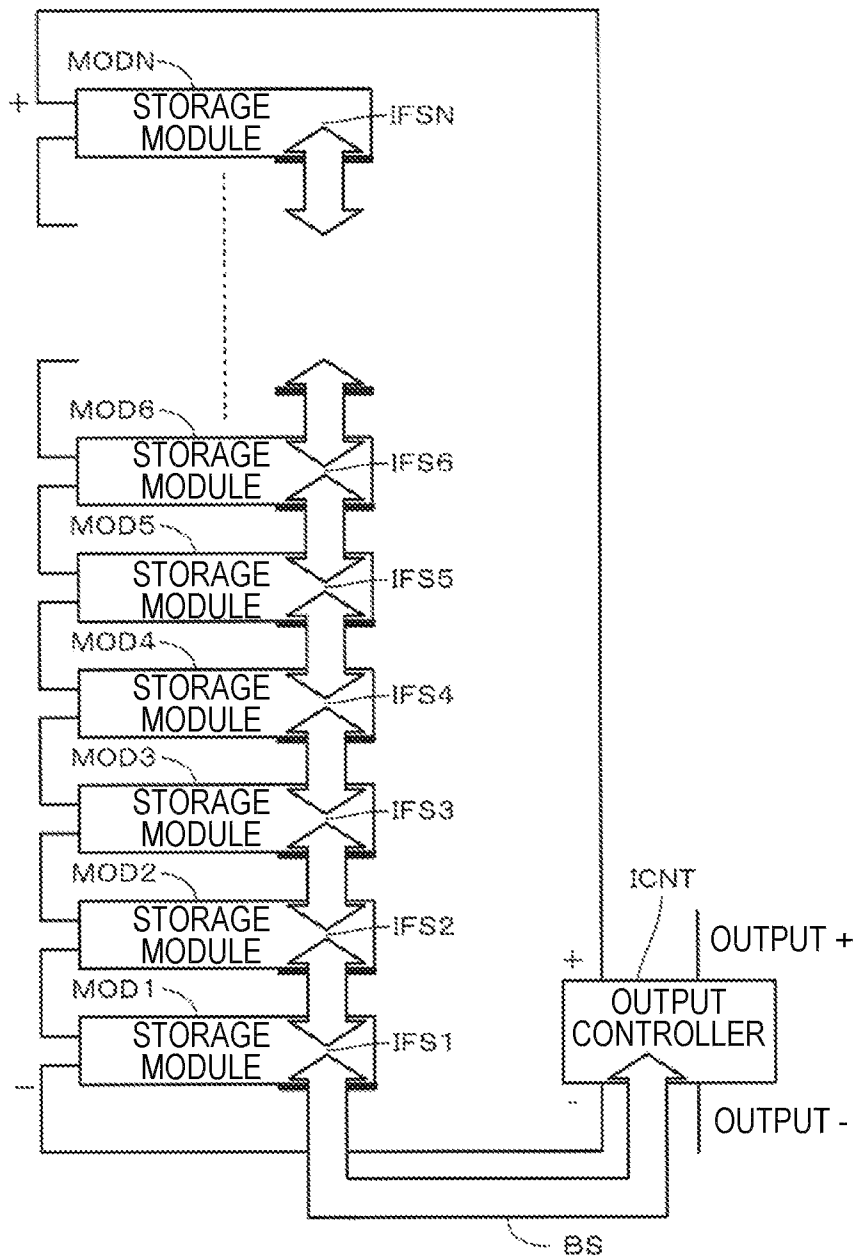 MODN
+
STORAGE
MODULE
IFSN
MOD6
STORAGE
MODULE
IFS6
MOD5
STORAGE
MODULE
IFS5
MOD4
STORAGE
MODULE
IFS4
MOD3
STORAGE
MODULE
IFS3
MOD2
STORAGE
MODULE
IFS2
MOD1
STORAGE
MODULE
IFS1
-
ICNT
OUTPUT +
+
OUTPUT
CONTROLLER
-
OUTPUT -
BS